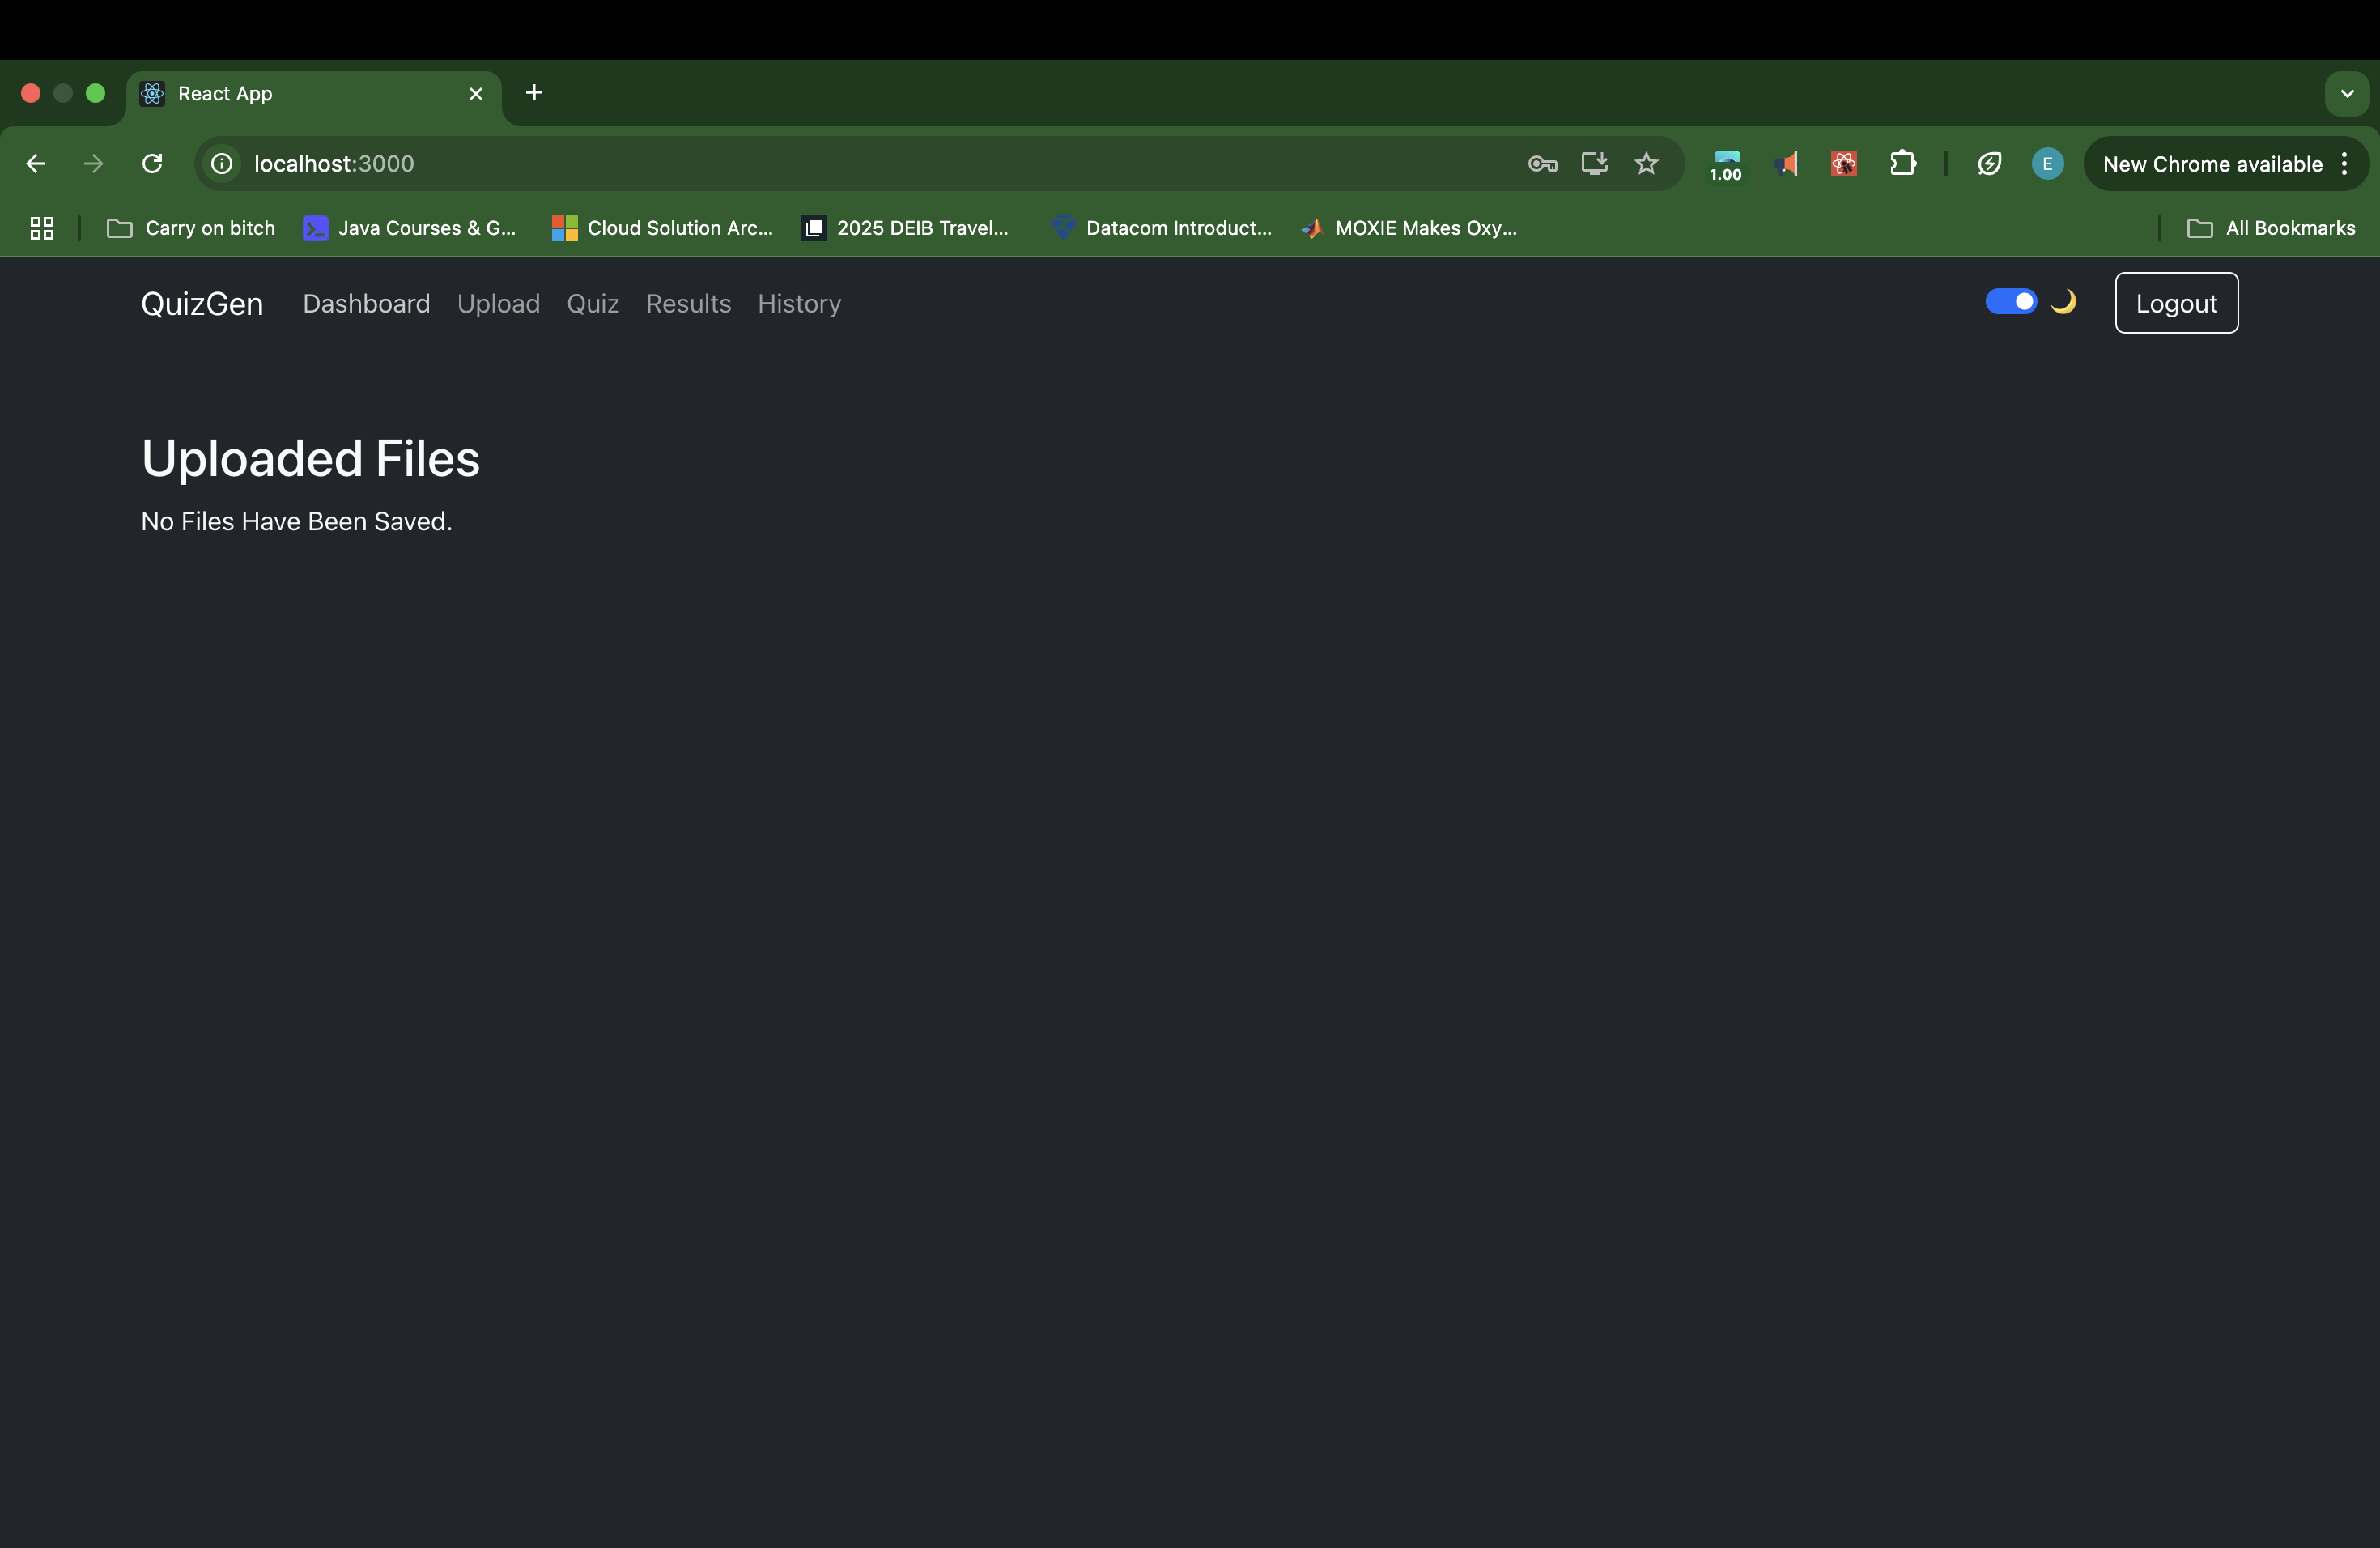 React App
localhost:3000
1.00
E
New Chrome available
Carry on bitch
Java Courses & G...
Cloud Solution Arc...
2025 DEIB Travel...
Datacom Introduct...
MOXIE Makes Oxy...
All Bookmarks
QuizGen
Dashboard
Upload
Quiz
Results
History
Logout
Uploaded Files
No Files Have Been Saved.